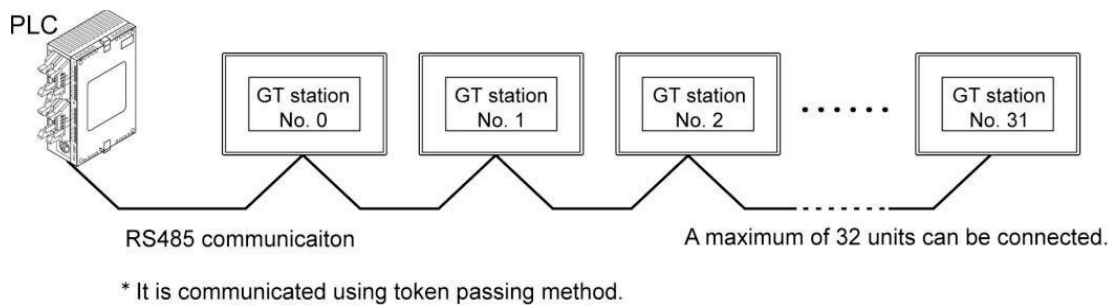 PLC
GT station
No. 0
GT station
No. 1
GT station
No. 2
GT station
No. 31
RS485 communicaiton
A maximum of 32 units can be connected.
* It is communicated using token passing method.